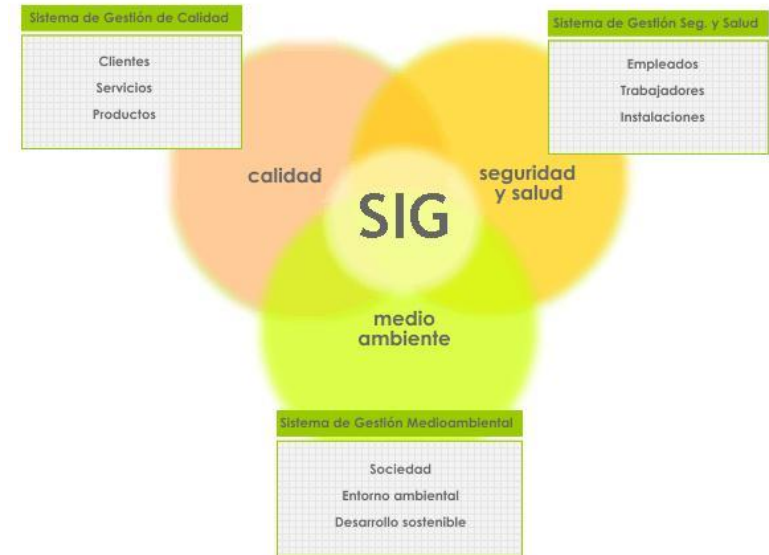 Sistema de Gestión de Calidad
Clientes
Servicios
Productos
Sistema de Gestión Seg. y Salud
Empleados
Trabajadores
Instalaciones
calidad
seguridad
y salud
SIG
medio
ambiente
Sistema de Gestión Medioambiental
Sociedad
Entorno ambiental
Desarrollo sostenible